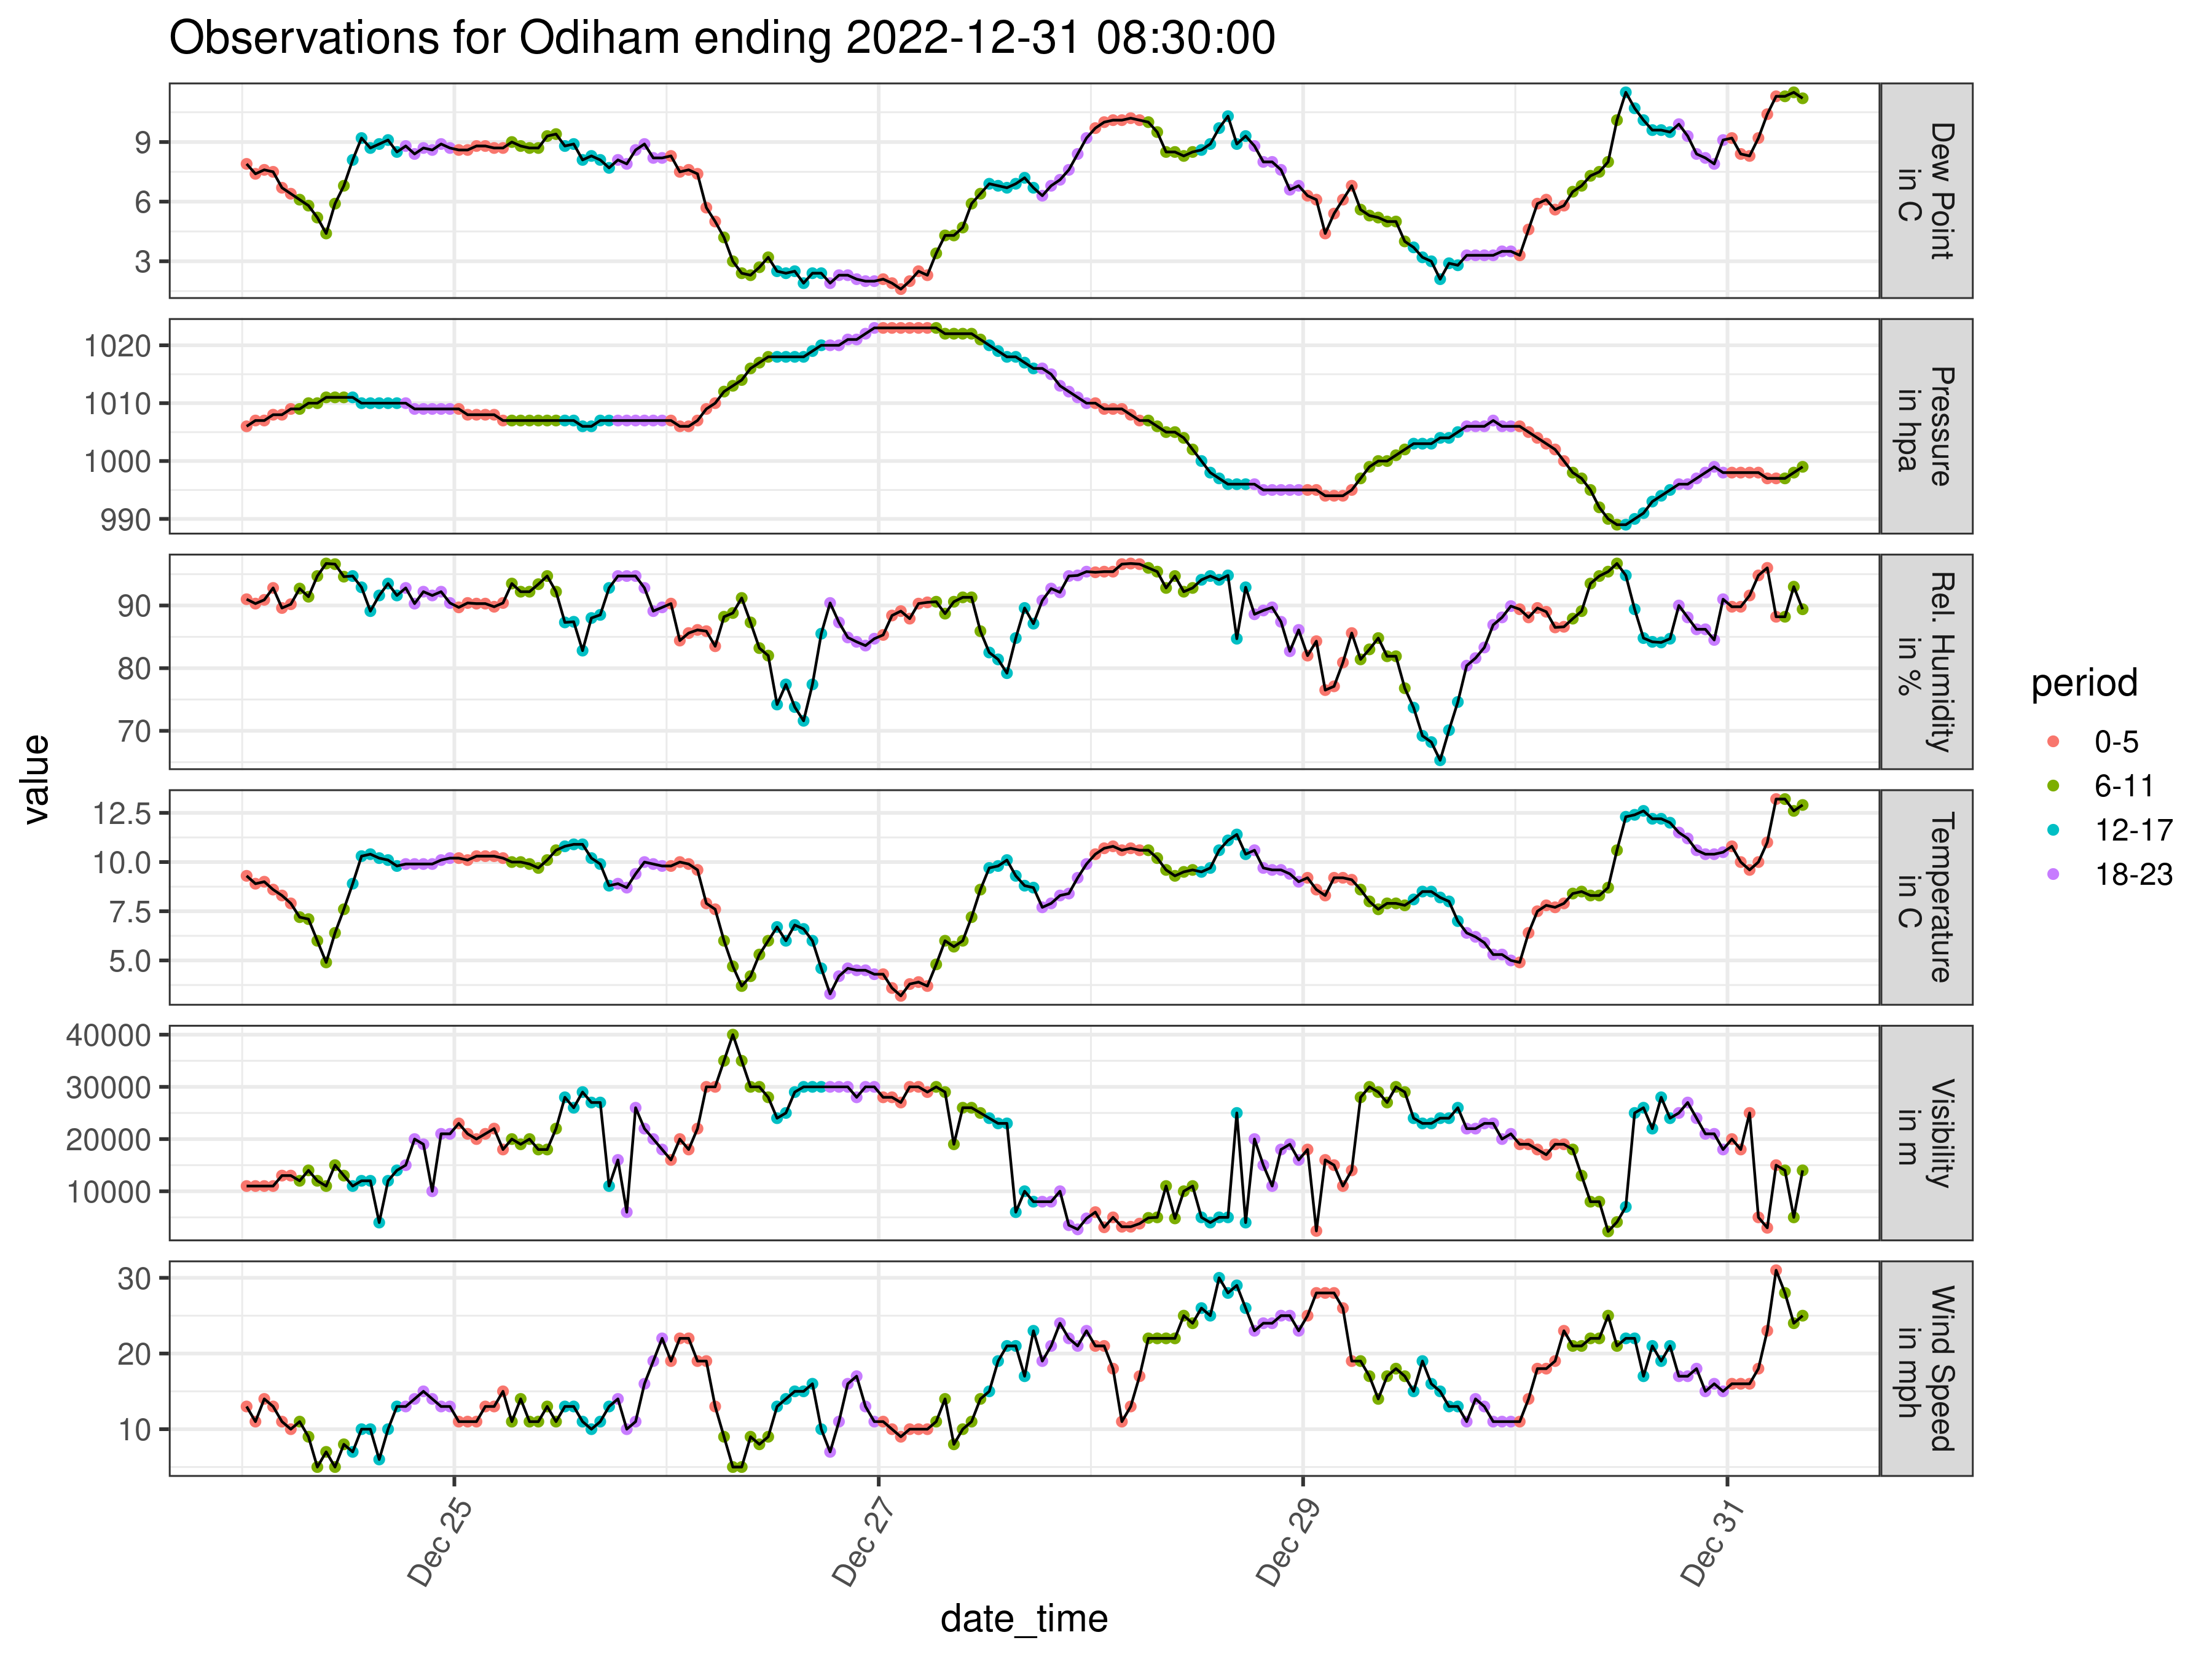 Observations for Odiham ending 2022-12-31 08:30:00
value
9
6
3
Dew Point
in C
1020
1010
1000
990
Pressure
in hpa
90
80
70
Rel. Humidity
in %
12.5
10.0
7.5
5.0
Temperature
in C
40000
30000
20000
10000
Visibility
in m
30
20
10
Wind Speed
in mph
Dec 25
Dec 27
Dec 29
Dec 31
date_time
period
0-5
6-11
12-17
18-23